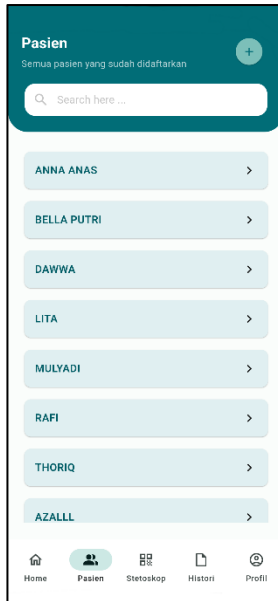 Pasien
Semua pasien yang sudah didaftarkan
Search here ...
ANNA ANAS
BELLA PUTRI
DAWWA
LITA
MULYADI
RAFI
THORIQ
AZALLL
Home Pasien Stetoskop Histori Profil